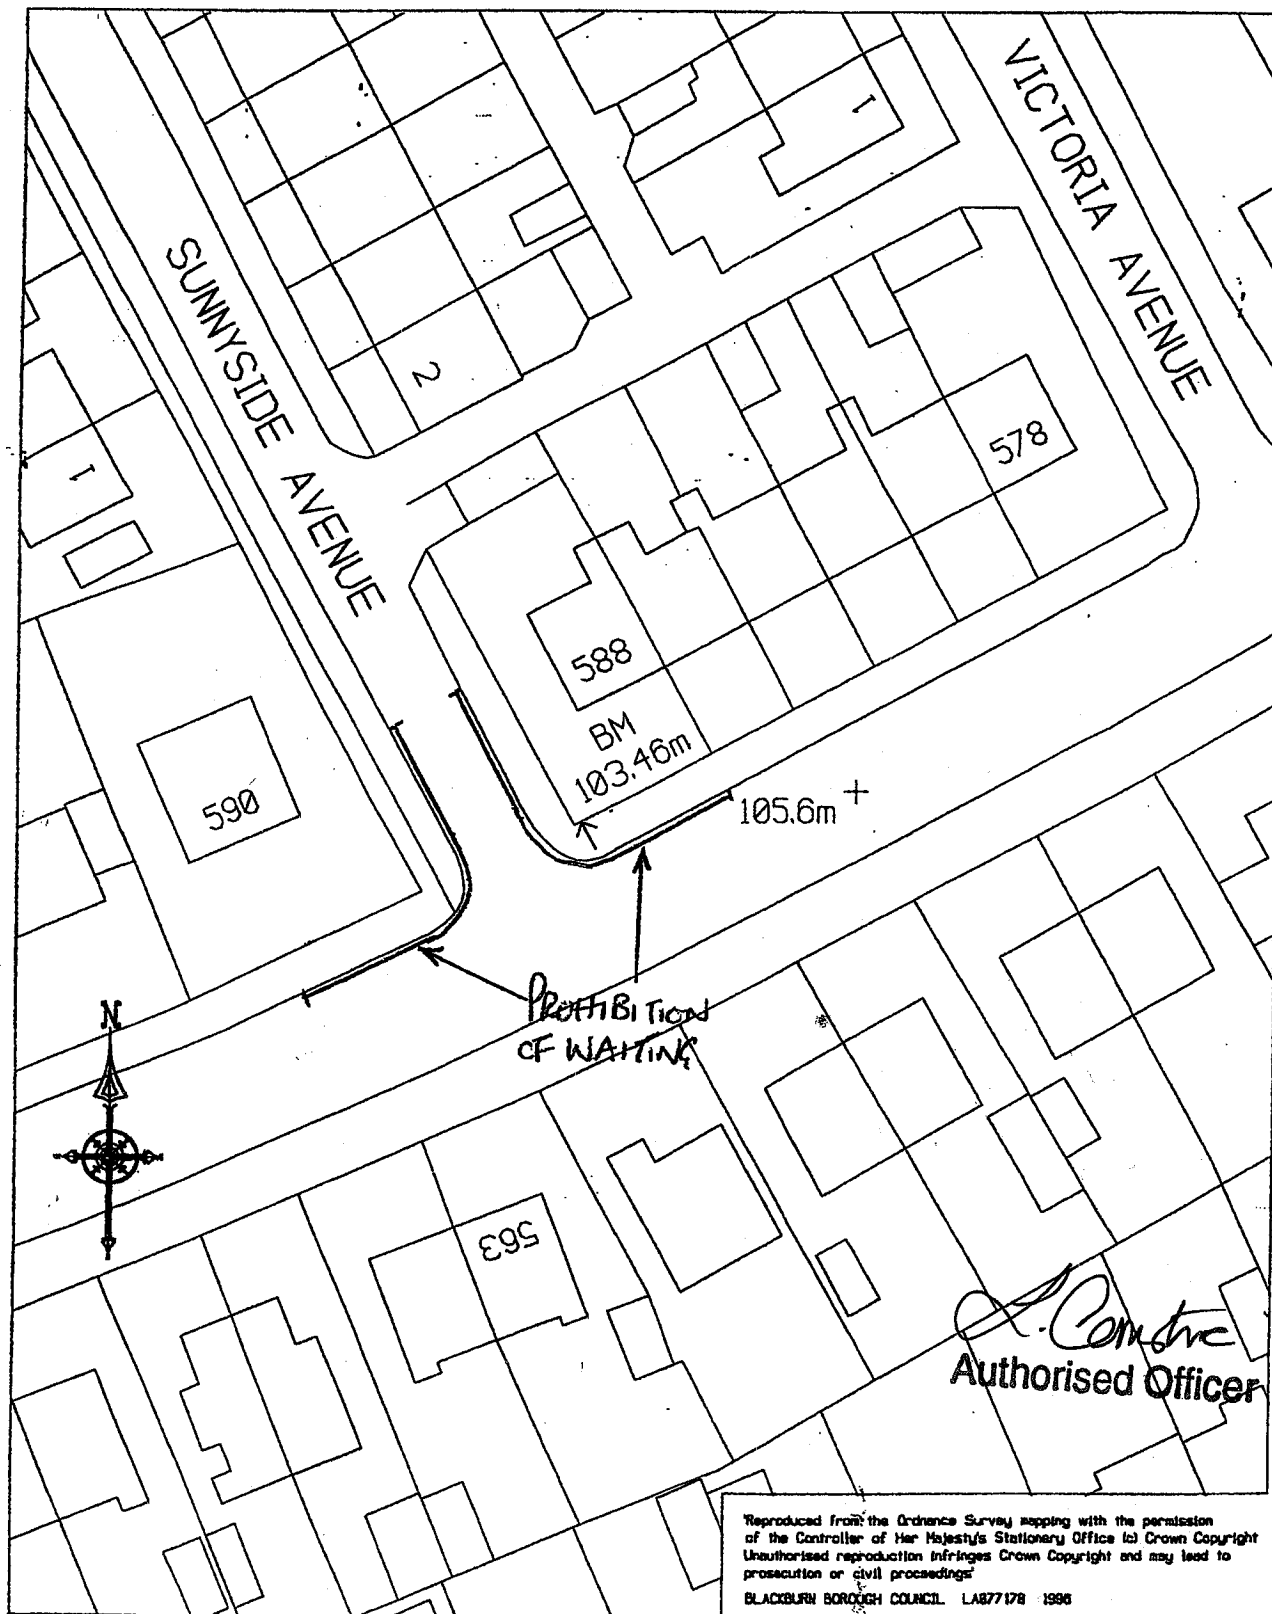 VICTORIA AVENUE
1
SUNNYSIDE AVENUE
2
1
578
588
BM
103.46m
105.6m
590
PROHIBITION
OF WAITING
N
563
Authorised Officer
'Reproduced from the Ordnance Survey mapping with the permission
of the Controller of Her Majesty's Stationery Office (c) Crown Copyright
Unauthorised reproduction infringes Crown Copyright and may lead to
prosecution or civil proceedings'
BLACKBURN BOROUGH COUNCIL LA877178 1996